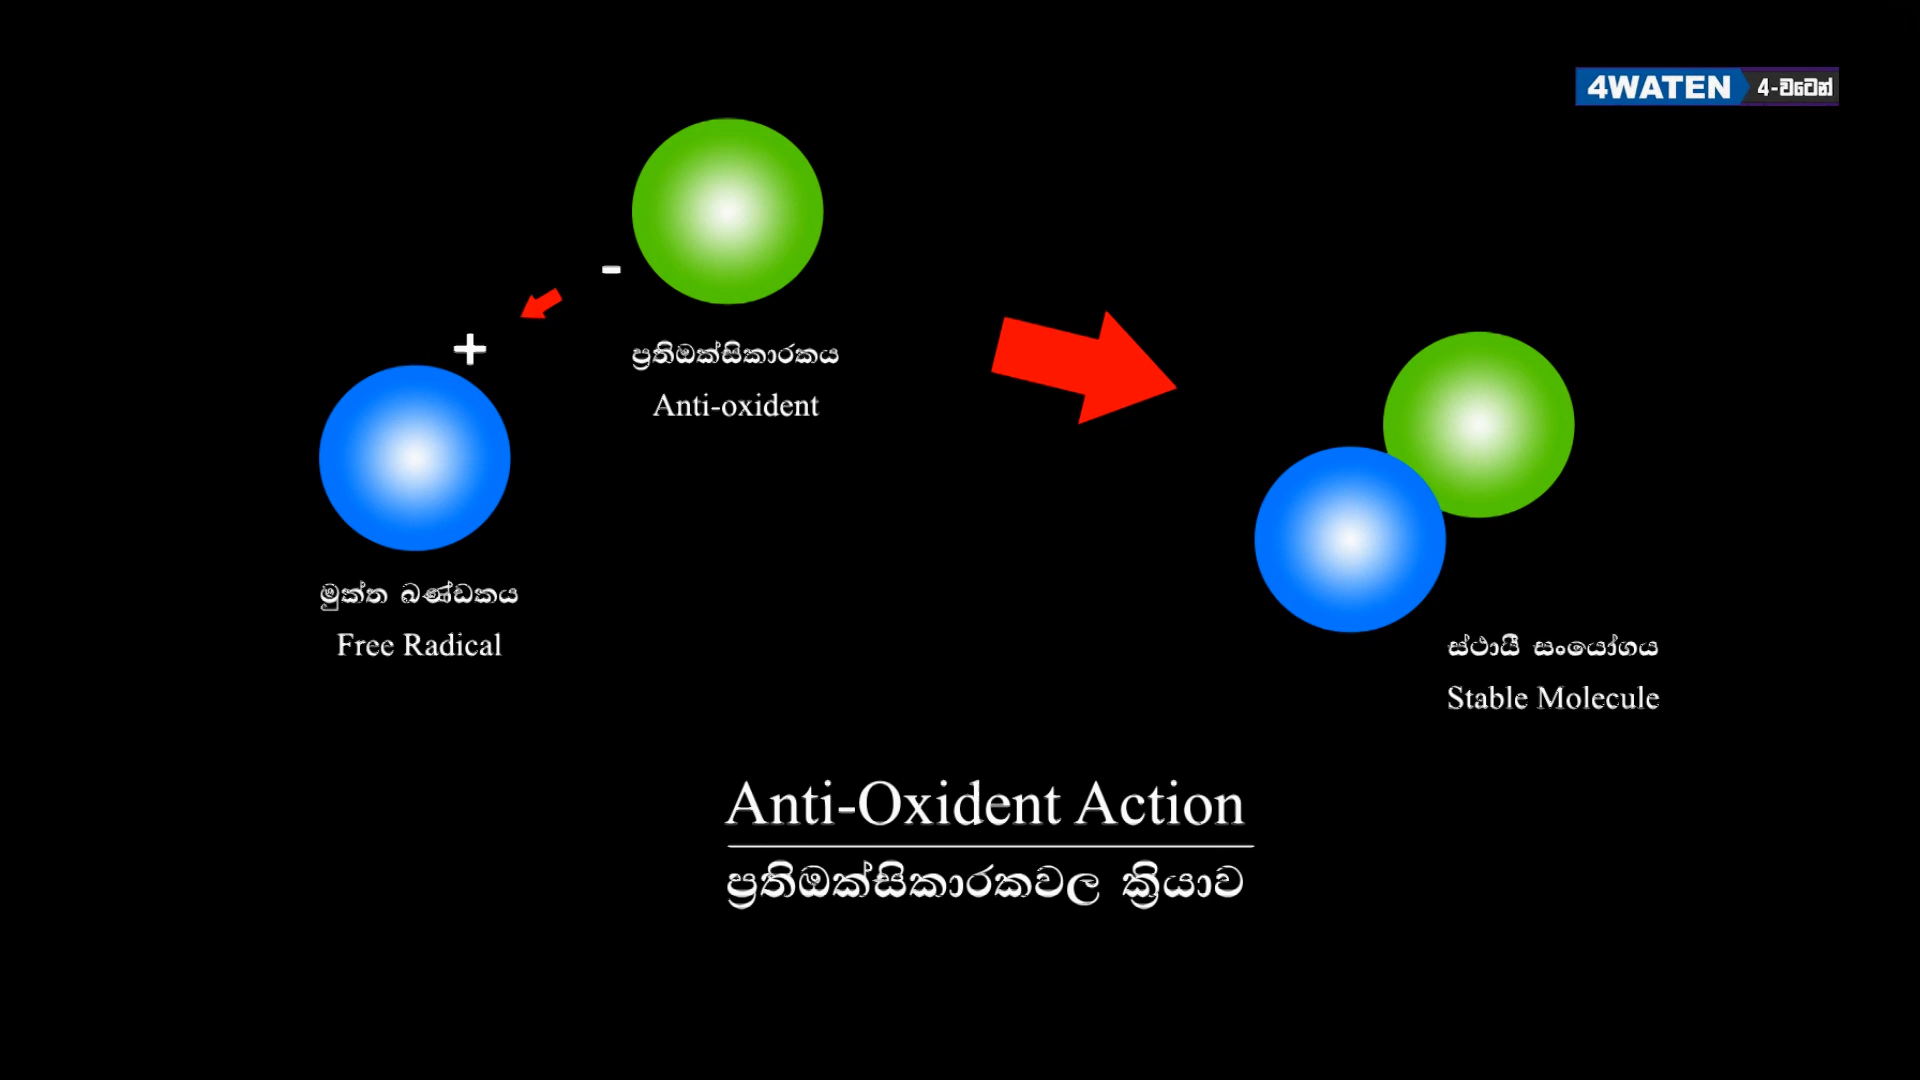 4WATEN 4-වටෙන්
-
+
ප්‍රතිඔක්සිකාරකය
Anti-oxident
මුක්ත ඛණ්ඩකය
Free Radical
ස්ථායී සංයෝගය
Stable Molecule
Anti-Oxident Action
ප්‍රතිඔක්සිකාරකවල ක්‍රියාව